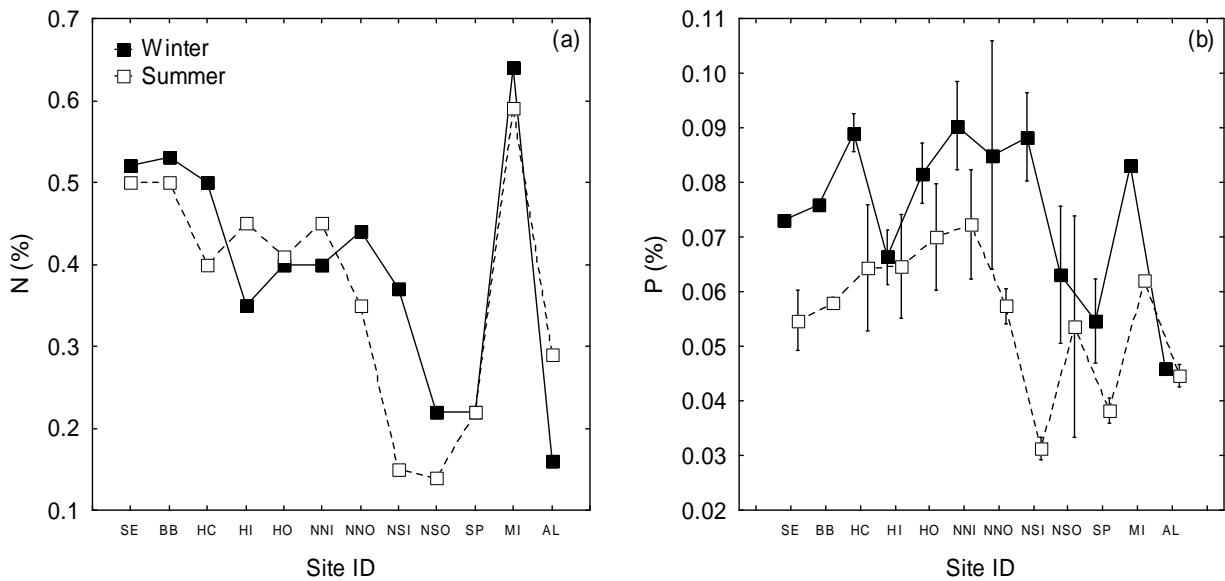 (a)
Winter
Summer
N (%)
0.7
0.6
0.5
0.4
0.3
0.2
0.1
SE BB HC HI HO NNI NNO NSI NSO SP MI AL
Site ID
(b)
P (%)
0.11
0.10
0.09
0.08
0.07
0.06
0.05
0.04
0.03
0.02
SE BB HC HI HO NNI NNO NSI NSO SP MI AL
Site ID